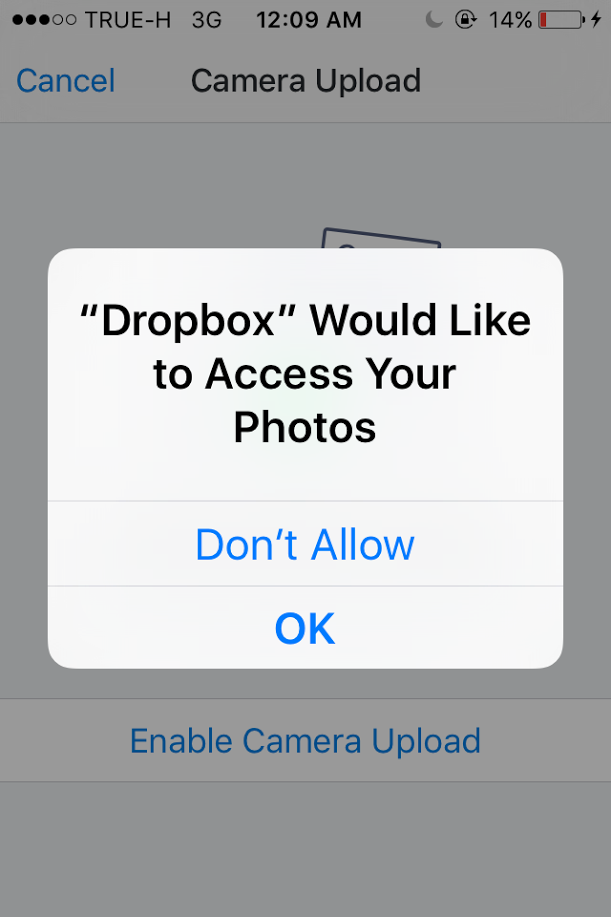 TRUE-H 3G 12:09 AM 14%
Cancel Camera Upload
“Dropbox” Would Like
to Access Your
Photos
Don’t Allow
OK
Enable Camera Upload